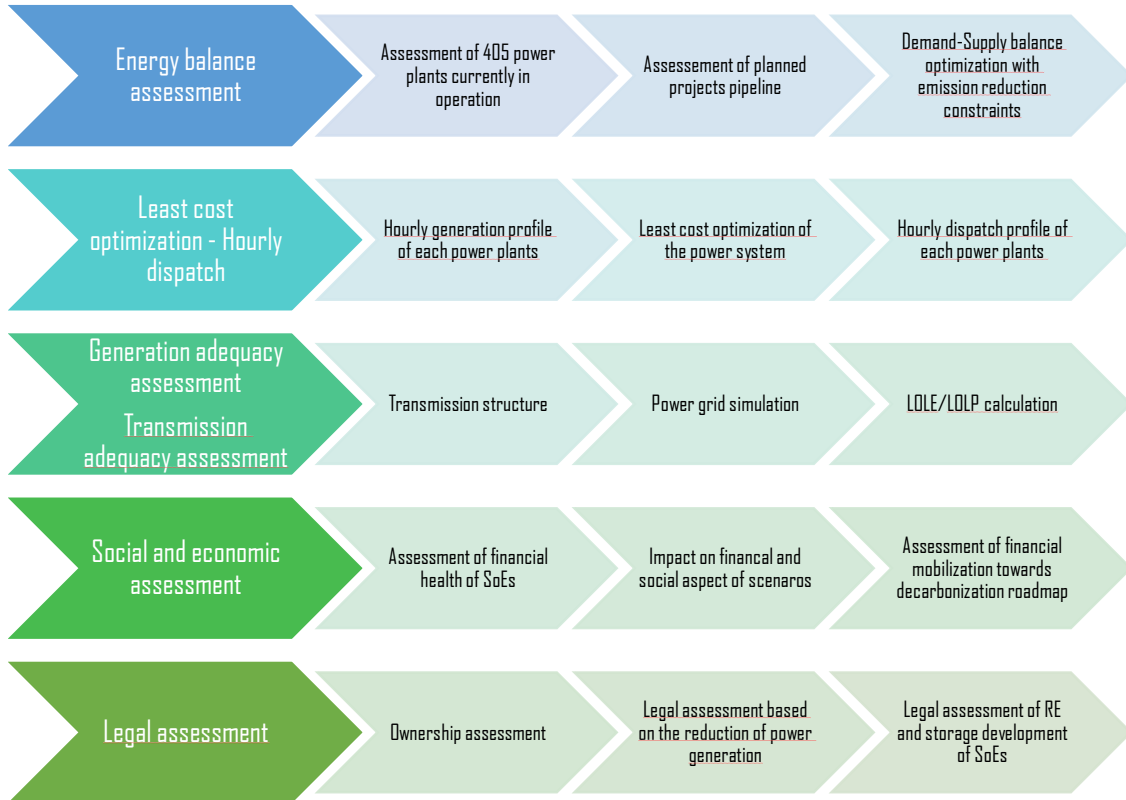 Energy balance
assessment
Assessment of 405 power
plants currently in
operation
Assessement of planned
projects pipeline
Demand-Supply balance
optimization with
emission reduction
constraints
Least cost
optimization - Hourly
dispatch
Hourly generation profile
of each power plants
Least cost optimization of
the power system
Hourly dispatch profile of
each power plants
Generation adequacy
assessment
Transmission
adequacy assessment
Transmission structure
Power grid simulation
LOLE/LOLP calculation
Social and economic
assessment
Assessment of financial
health of SoEs
Impact on financal and
social aspect of scenaros
Assessment of financial
mobilization towards
decarbonization roadmap
Legal assessment
Ownership assessment
Legal assessment based
on the reduction of power
generation
Legal assessment of RE
and storage development
of SoEs